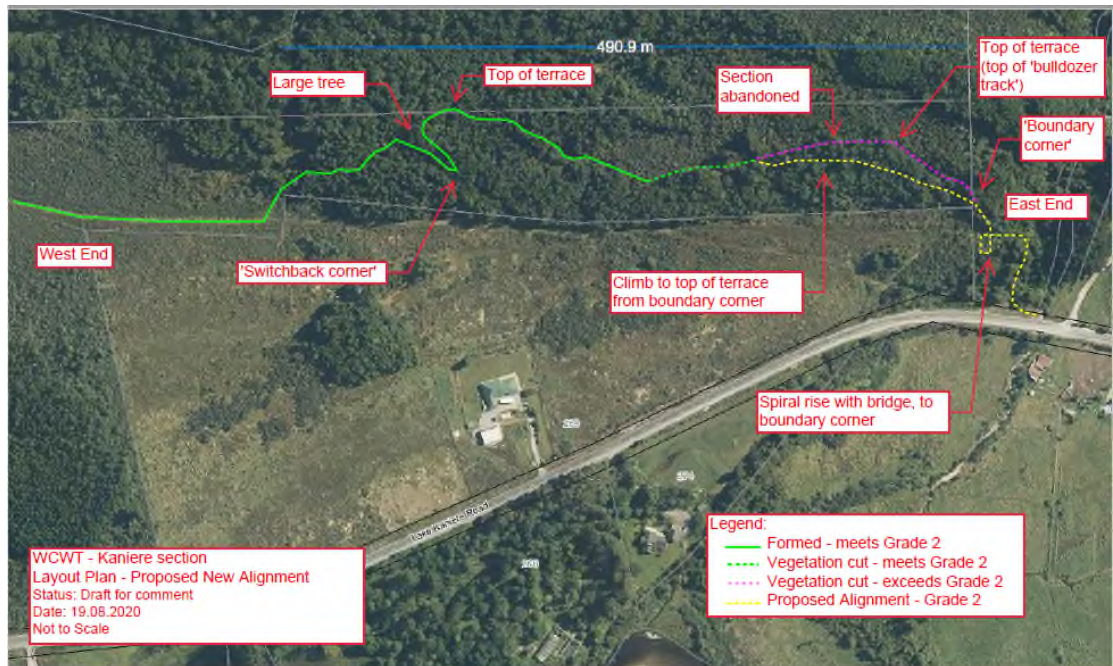 490.9 m
Large tree
Top of terrace
Section
abandoned
Top of terrace
(top of 'bulldozer
track')
'Boundary
corner'
East End
West End
'Switchback corner'
Climb to top of terrace
from boundary corner
Spiral rise with bridge, to
boundary corner
Lake Kaniere Road
260
Legend:
Formed - meets Grade 2
Vegetation cut - meets Grade 2
Vegetation cut - exceeds Grade 2
Proposed Alignment - Grade 2
WCWT - Kaniere section
Layout Plan - Proposed New Alignment
Status: Draft for comment
Date: 19.08.2020
Not to Scale